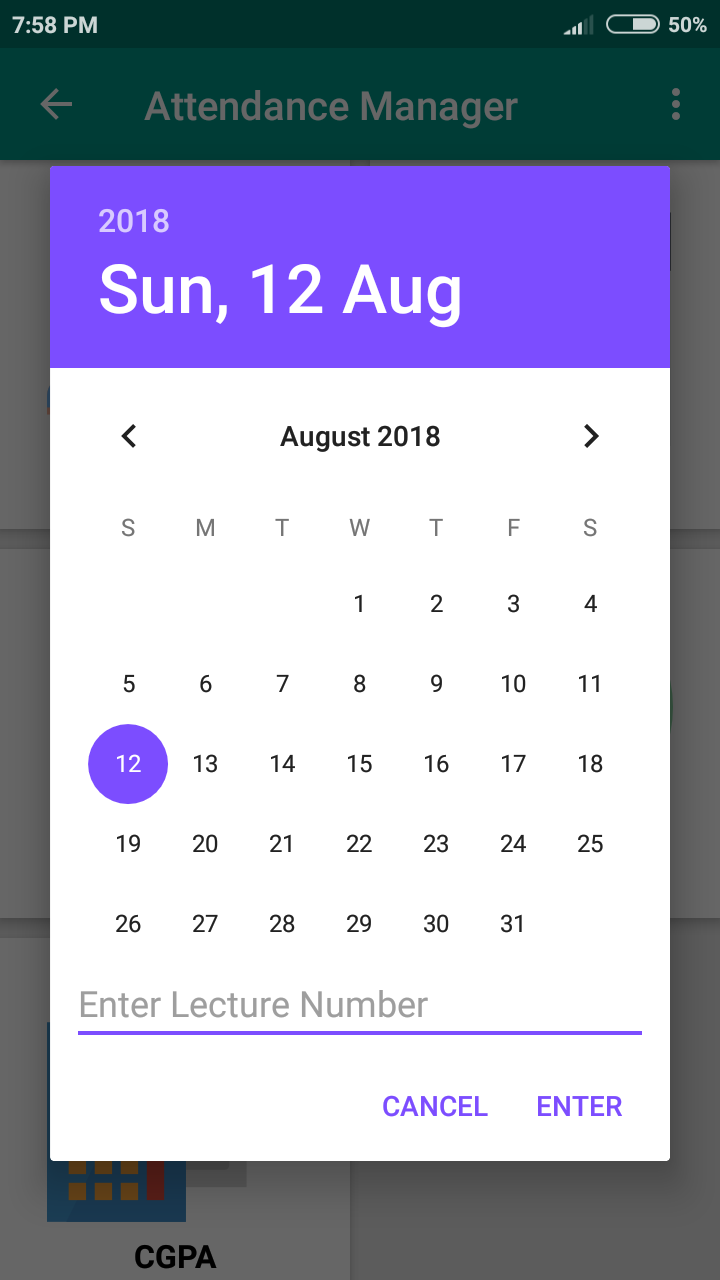 7:58 PM 50%
Attendance Manager
2018
Sun, 12 Aug
August 2018
S M T W T F S
1 2 3 4
5 6 7 8 9 10 11
12 13 14 15 16 17 18
19 20 21 22 23 24 25
26 27 28 29 30 31
Enter Lecture Number
CANCEL ENTER
CGPA